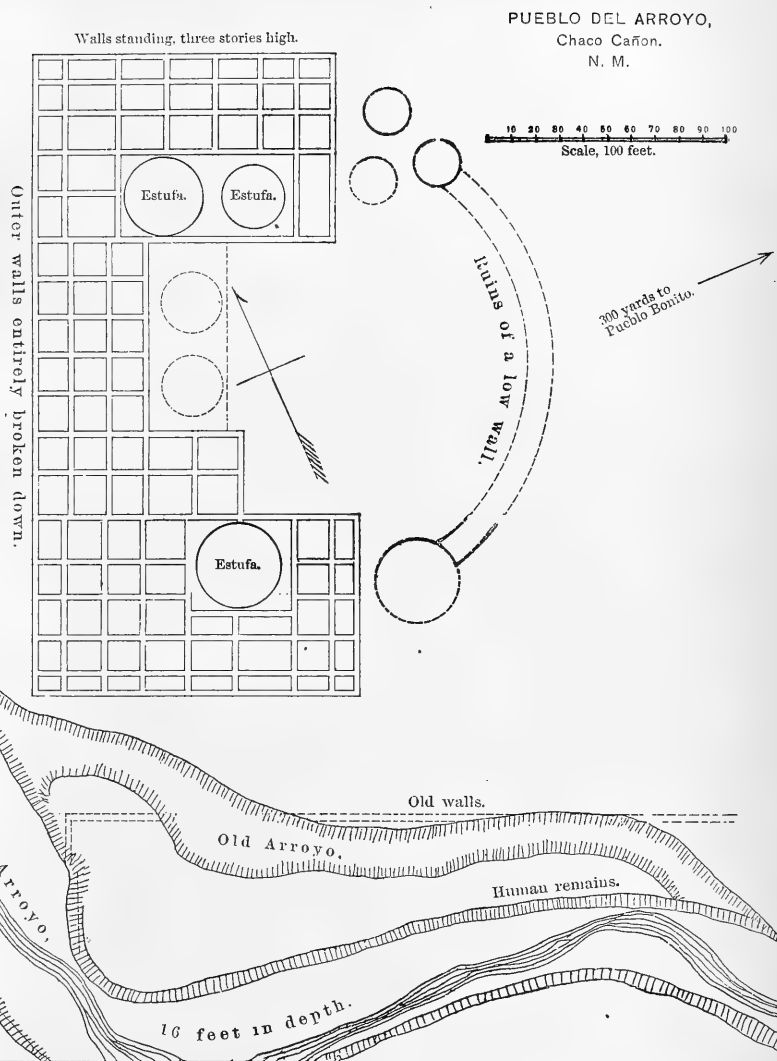 PUEBLO DEL ARROYO,
Chaco Cañon.
N. M.
Walls standing, three stories high.
10 20 30 40 50 60 70 80 90 100
Scale, 100 feet.
Estufa.
Estufa.
Outer walls entirely broken down.
Ruins of a low wall.
300 yards to
Pueblo Bonito.
Estufa.
Old walls.
Old Arroyo.
Human remains.
Arroyo,
16 feet in depth.